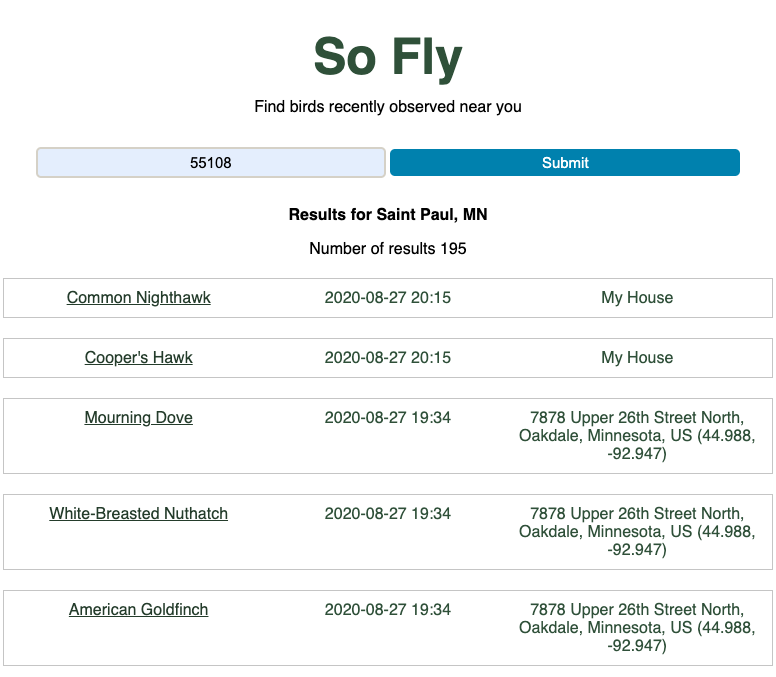 So Fly
Find birds recently observed near you
55108 Submit
Results for Saint Paul, MN
Number of results 195
Common Nighthawk 2020-08-27 20:15 My House
Cooper's Hawk 2020-08-27 20:15 My House
Mourning Dove 2020-08-27 19:34 7878 Upper 26th Street North,
Oakdale, Minnesota, US (44.988,
-92.947)
White-Breasted Nuthatch 2020-08-27 19:34 7878 Upper 26th Street North,
Oakdale, Minnesota, US (44.988,
-92.947)
American Goldfinch 2020-08-27 19:34 7878 Upper 26th Street North,
Oakdale, Minnesota, US (44.988,
-92.947)